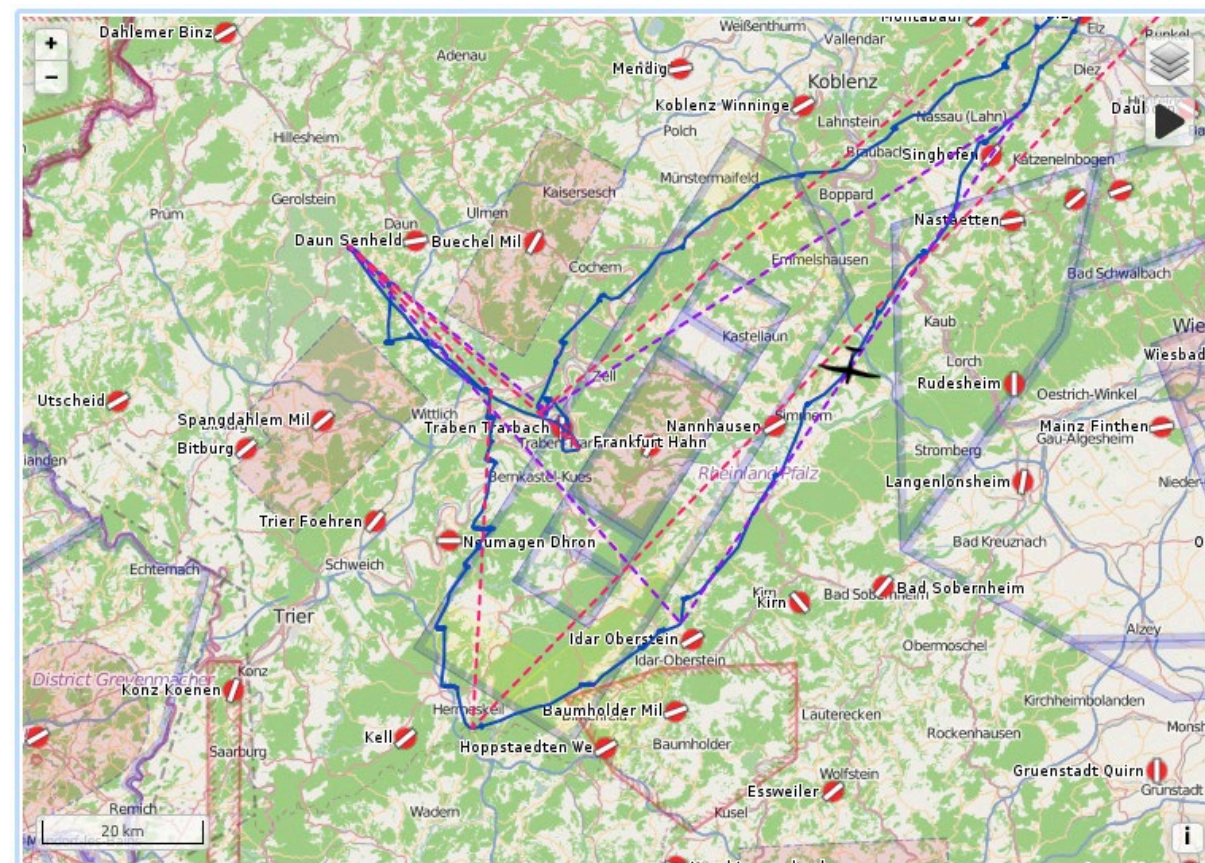 Dahlemer Binz
Adenau
Weißenthurm
Vallendar
Montabaur
Elz
Runkel
+
−
Mendig
Koblenz
Diez
Koblenz Winninge
Lahnstein
Nassau (Lahn)
Hillesheim
Polch
Braubach
Singhofen
Katzenelnbogen
Gerolstein
Kaisersesch
Münstermaifeld
Boppard
Prüm
Daun
Ulmen
Nastaetten
Daun Senheld
Buechel Mil
Cochem
Emmelshausen
Bad Schwalbach
Kastellaun
Kaub
Zell
Lorch
Rudesheim
Utscheid
Wittlich
Oestrich-Winkel
Spangdahlem Mil
Traben Trarbach
Simmern
Nannhausen
Mainz Finthen
Bitburg
Frankfurt Hahn
Gau-Algesheim
Stromberg
Rheinland-Pfalz
Bernkastel-Kues
Langenlonsheim
Trier Foehren
Neumagen Dhron
Bad Kreuznach
Echternach
Schweich
Kirn
Kirn
Bad Sobernheim
Bad Sobernheim
Trier
Alzey
Idar Oberstein
Obermoschel
Idar-Oberstein
Konz
District Grevenmacher
Konz Koenen
Kirchheimbolanden
Hermeskeil
Baumholder Mil
Lauterecken
Rockenhausen
Kell
Saarburg
Hoppstaedten We
Baumholder
Wolfstein
Gruenstadt Quirn
Essweiler
Grünstadt
Remich
Wadern
Kusel
20 km
i